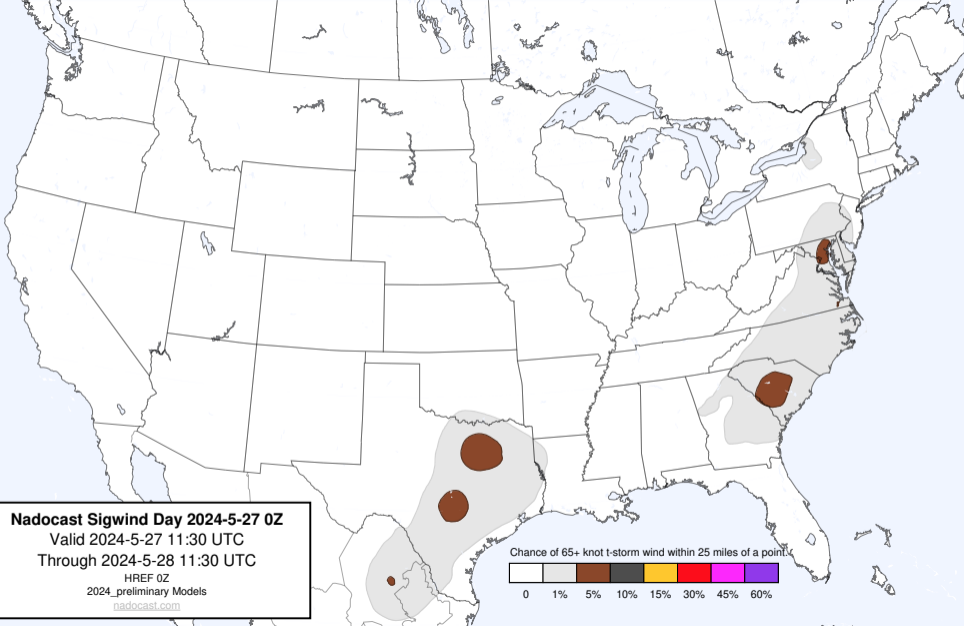 Nadocast Sigwind Day 2024-5-27 0Z
Valid 2024-5-27 11:30 UTC
Through 2024-5-28 11:30 UTC
HREF 0Z
2024_preliminary Models
nadocast.com
Chance of 65+ knot t-storm wind within 25 miles of a point.
0 1% 5% 10% 15% 30% 45% 60%